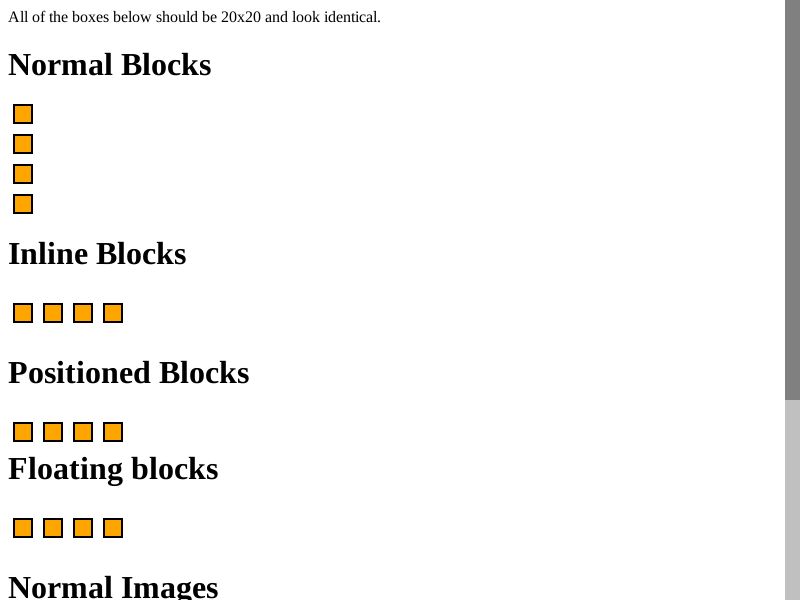 All of the boxes below should be 20x20 and look identical.
Normal Blocks
Inline Blocks
Positioned Blocks
Floating blocks
Normal Images